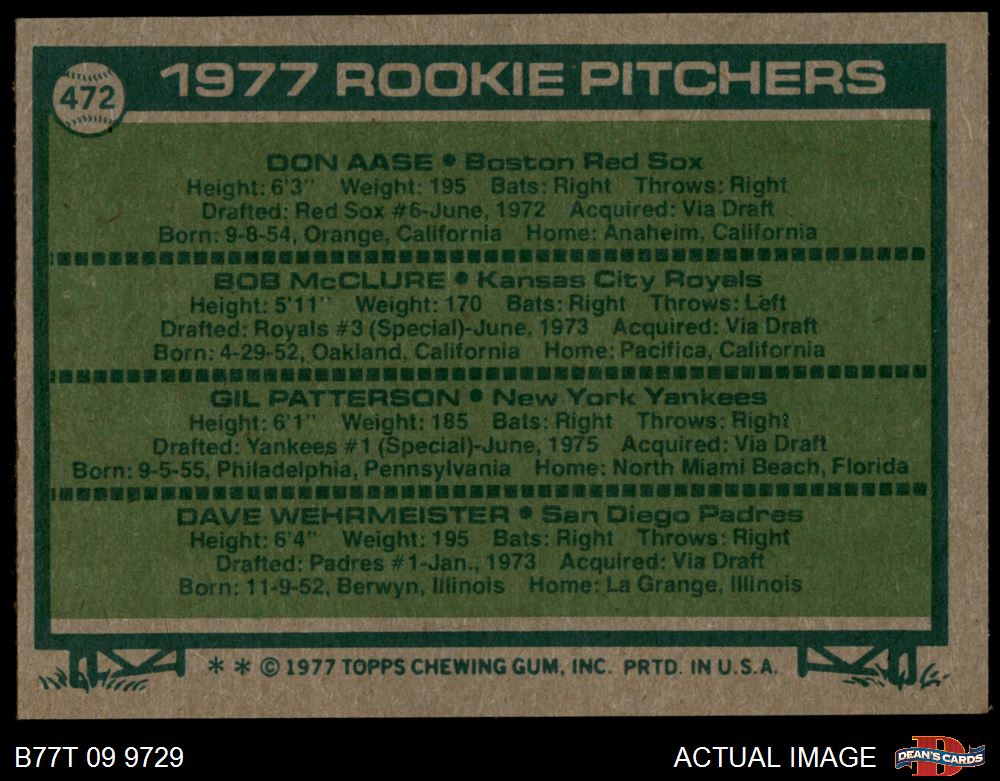 472
1977 ROOKIE PITCHERS
DON AASE • Boston Red Sox
Height: 6'3" Weight: 195 Bats: Right Throws: Right
Drafted: Red Sox #6-June, 1972 Acquired: Via Draft
Born: 9-8-54, Orange, California Home: Anaheim, California
BOB McCLURE • Kansas City Royals
Height: 5'11" Weight: 170 Bats: Right Throws: Left
Drafted: Royals #3 (Special)-June, 1973 Acquired: Via Draft
Born: 4-29-52, Oakland, California Home: Pacifica, California
GIL PATTERSON • New York Yankees
Height: 6'1" Weight: 185 Bats: Right Throws: Right
Drafted: Yankees #1 (Special)-June, 1975 Acquired: Via Draft
Born: 9-5-55, Philadelphia, Pennsylvania Home: North Miami Beach, Florida
DAVE WEHRMEISTER • San Diego Padres
Height: 6'4" Weight: 195 Bats: Right Throws: Right
Drafted: Padres #1-Jan., 1973 Acquired: Via Draft
Born: 11-9-52, Berwyn, Illinois Home: La Grange, Illinois
* * © 1977 TOPPS CHEWING GUM, INC. PRTD. IN U.S.A.
B77T 09 9729
ACTUAL IMAGE
D
DEAN'S CARDS